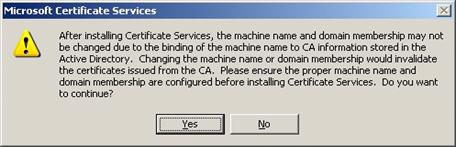 Microsoft Certificate Services
After installing Certificate Services, the machine name and domain membership may not
be changed due to the binding of the machine name to CA information stored in the
Active Directory. Changing the machine name or domain membership would invalidate
the certificates issued from the CA. Please ensure the proper machine name and
domain membership are configured before installing Certificate Services. Do you want
to continue?
Yes No